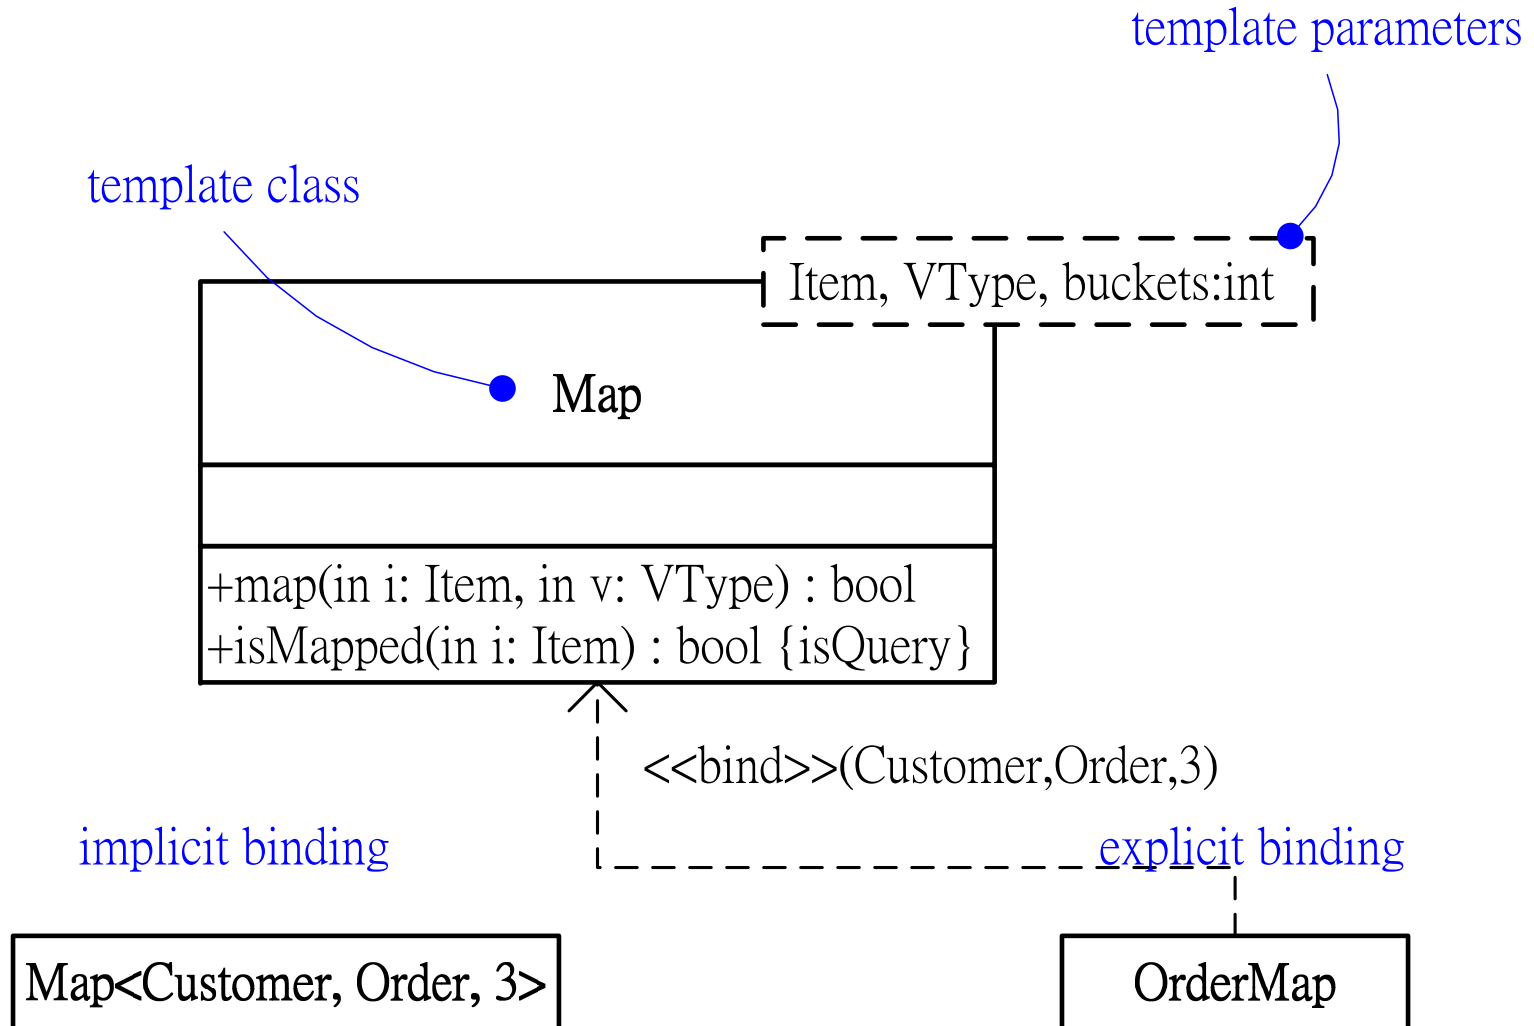 template parameters
template class
Item, VType, buckets:int
Map
+map(in i: Item, in v: VType) : bool
+isMapped(in i: Item) : bool {isQuery}
<<bind>>(Customer,Order,3)
implicit binding
explicit binding
Map<Customer, Order, 3>
OrderMap